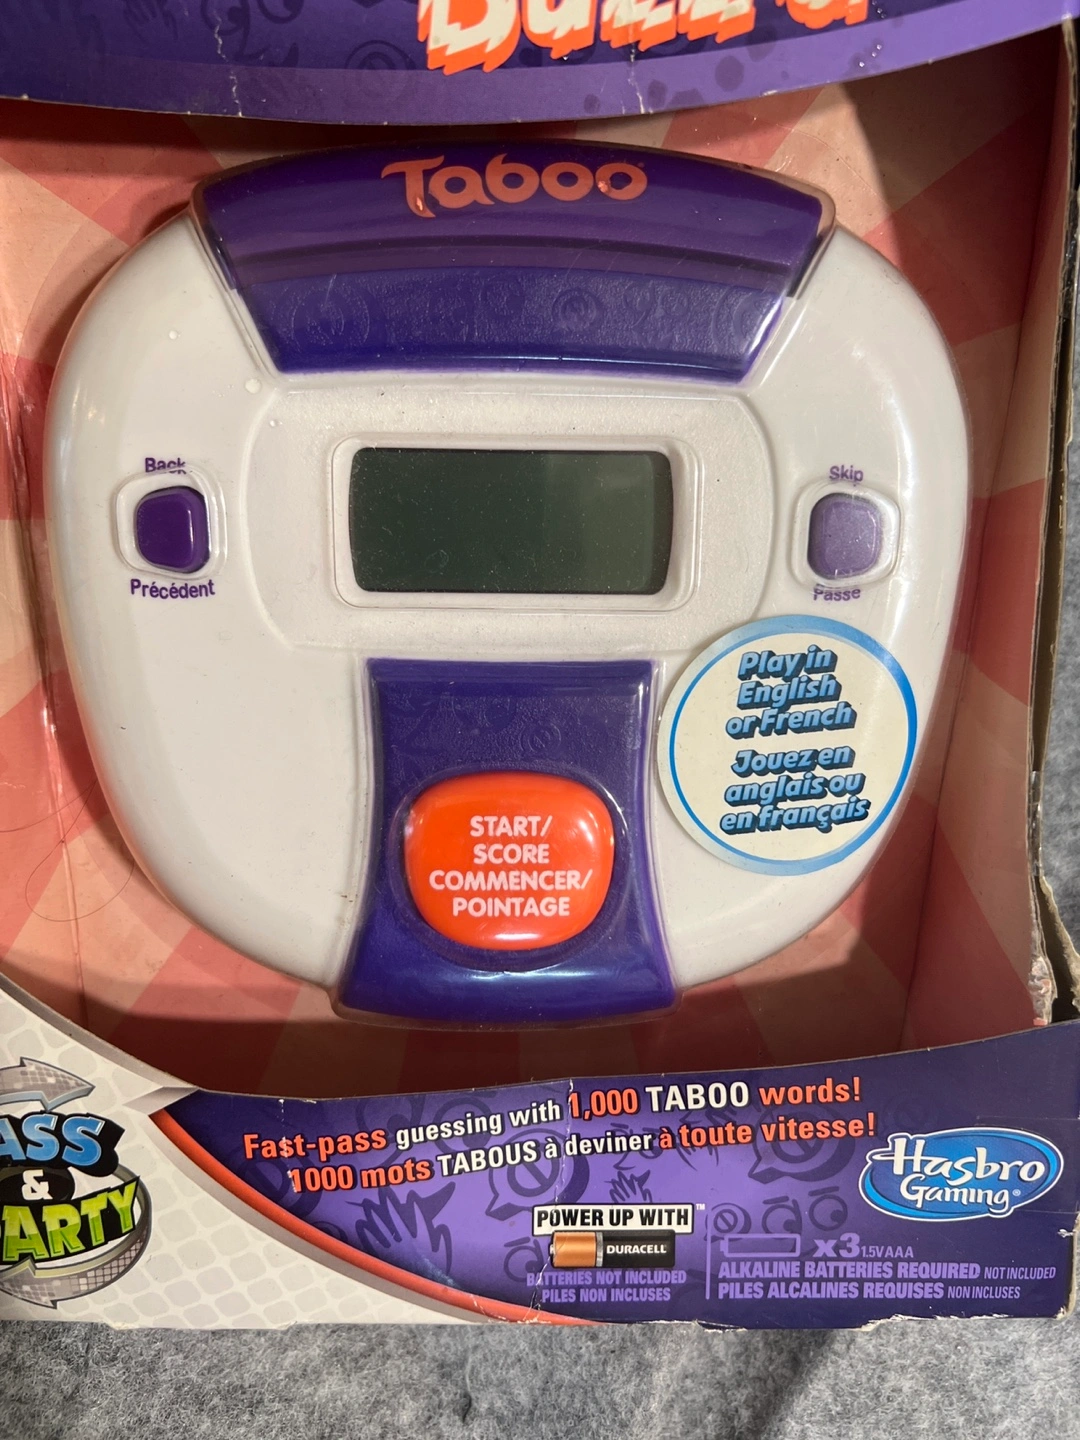 Taboo
Back
Précédent
Skip
Passe
Play in
English
or French
Jouez en
anglais ou
en français
START/
SCORE
COMMENCER/
POINTAGE
Fast-pass guessing with 1,000 TABOO words!
1000 mots TABOUS à deviner à toute vitesse!
&
Hasbro
Gaming®
POWER UP WITH™
DURACELL
BATTERIES NOT INCLUDED
PILES NON INCLUSES
x3 1.5V AAA
ALKALINE BATTERIES REQUIRED NOT INCLUDED
PILES ALCALINES REQUISES NON INCLUSES